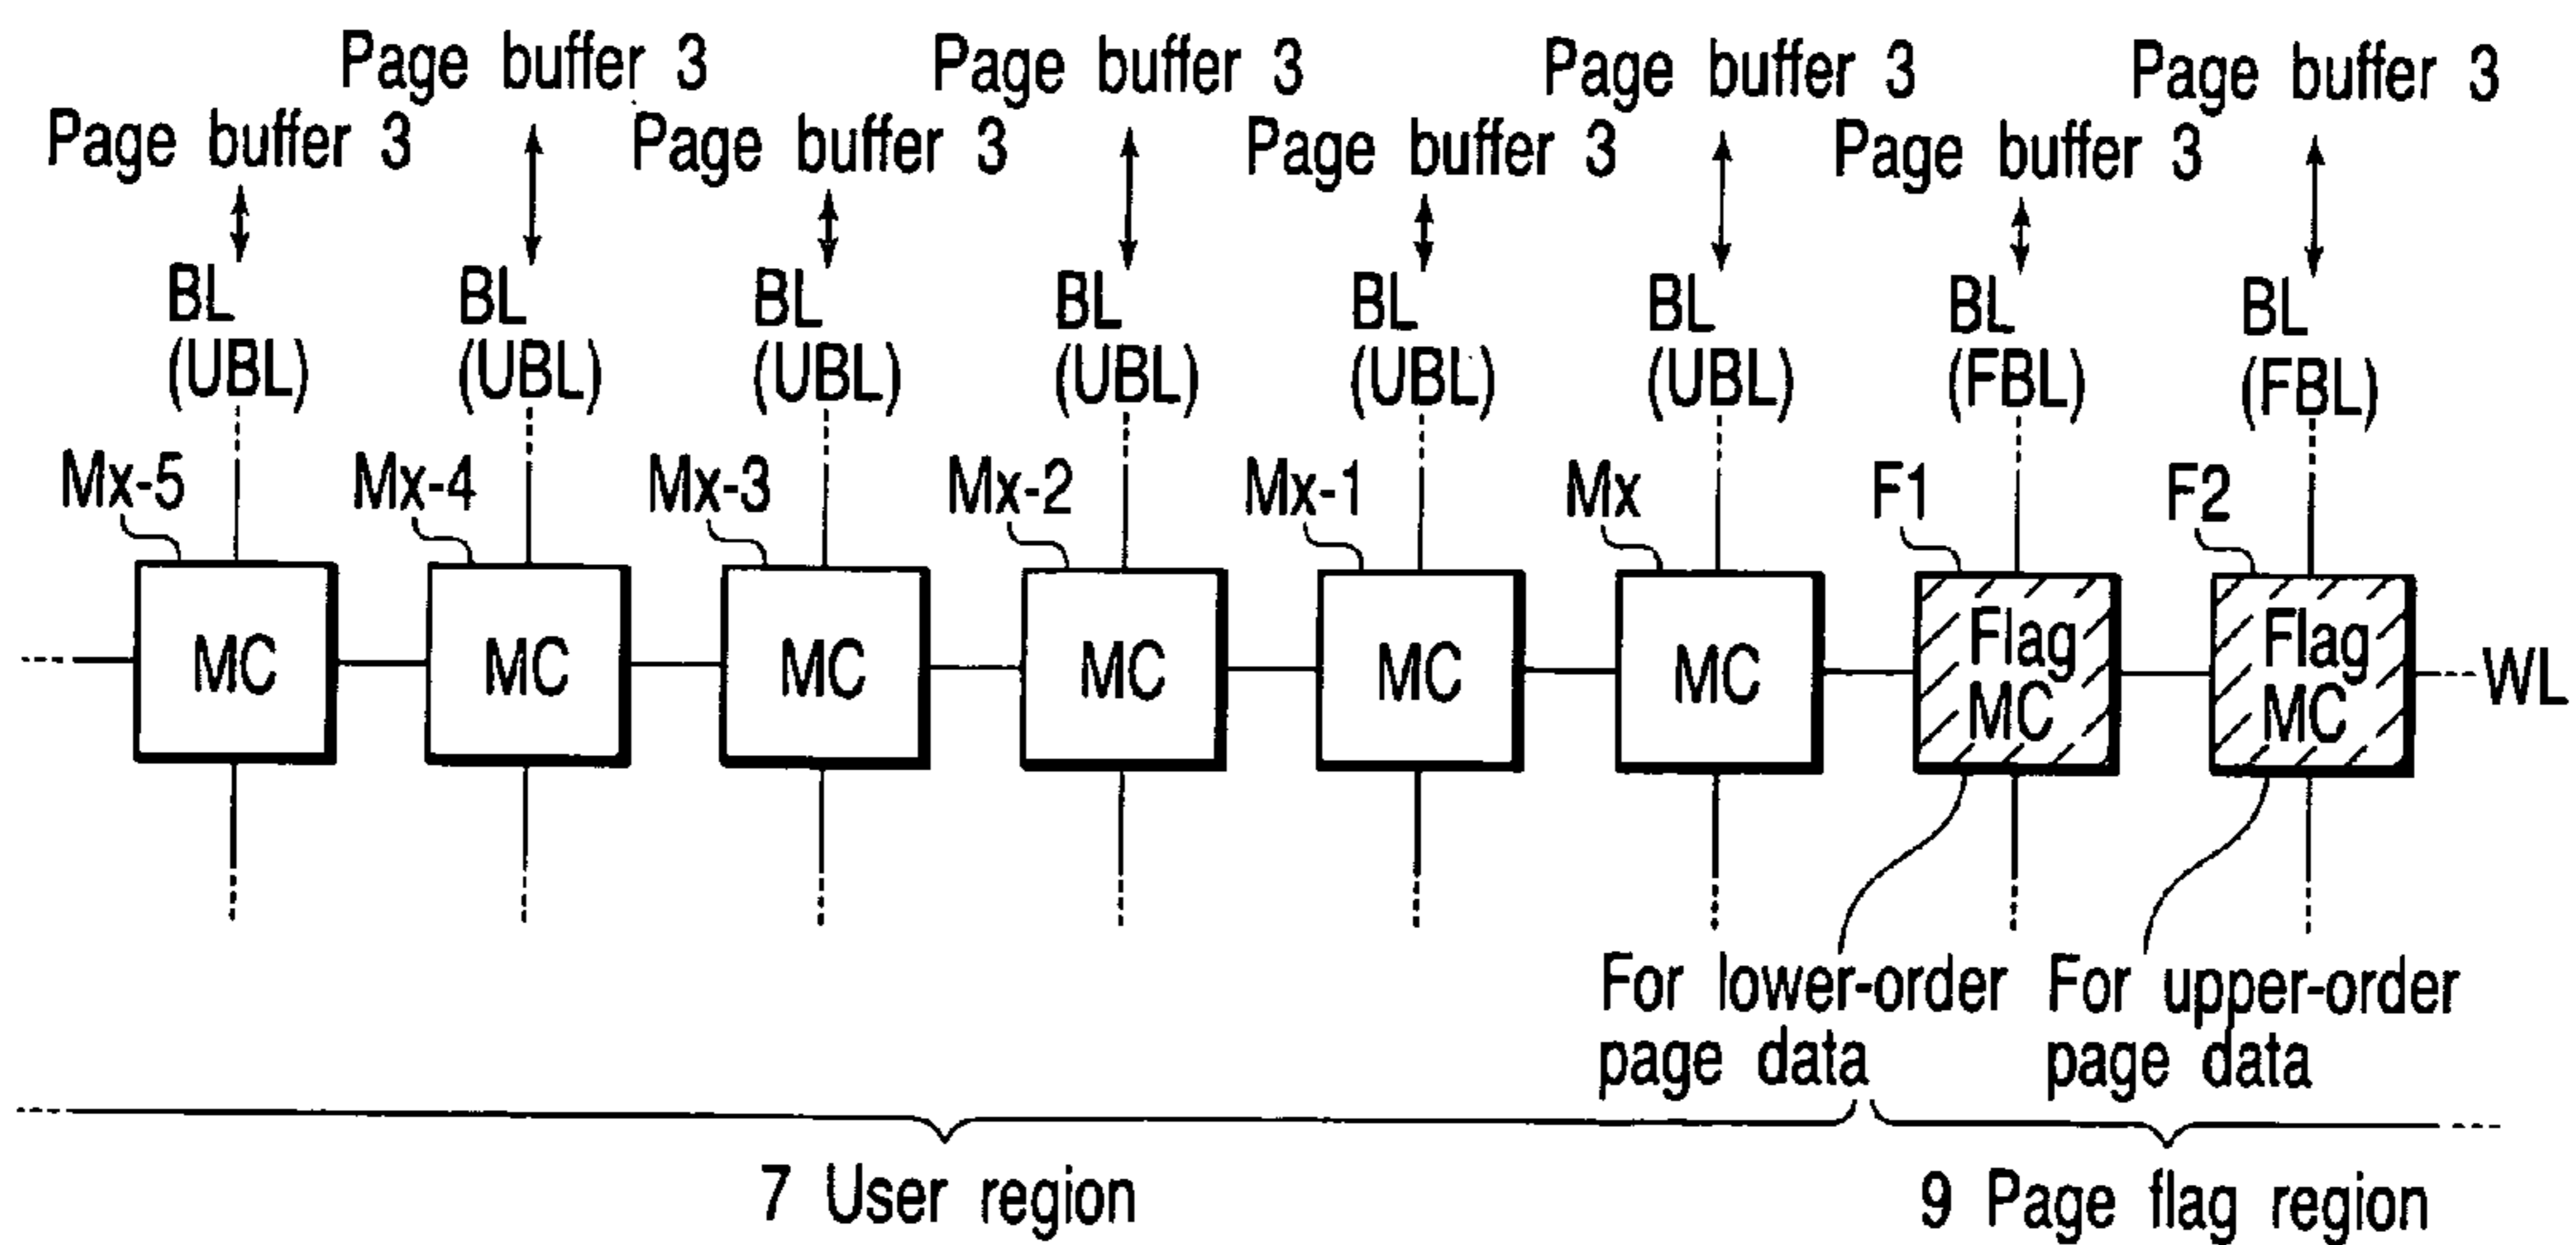 Page buffer 3 Page buffer 3 Page buffer 3 Page buffer 3
Page buffer 3 Page buffer 3 Page buffer 3 Page buffer 3
BL BL BL BL BL BL BL BL
(UBL) (UBL) (UBL) (UBL) (UBL) (UBL) (FBL) (FBL)
Mx-5 Mx-4 Mx-3 Mx-2 Mx-1 Mx F1 F2
MC MC MC MC MC MC Flag MC Flag MC WL
For lower-order For upper-order
page data page data
7 User region 9 Page flag region